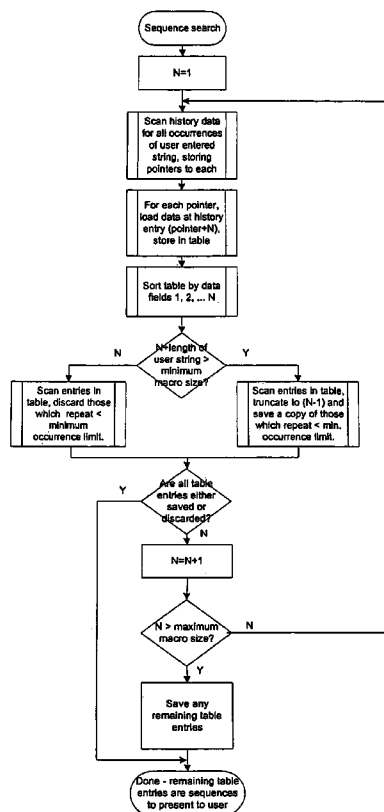 Sequence search
N=1
Scan history data
for all occurrences
of user entered
string, storing
pointers to each
For each pointer,
load data at history
entry (pointer+N),
store in table
Sort table by data
fields 1, 2, ... N
N+length of
user string >
minimum
macro size?
N
Y
Scan entries in
table, discard those
which repeat <
minimum
occurrence limit.
Scan entries in table,
truncate to (N-1) and
save a copy of those
which repeat < min.
occurrence limit.
Are all table
entries either
saved or
discarded?
Y
N
N=N+1
N > maximum
macro size?
N
Y
Save any
remaining table
entries
Done - remaining table
entries are sequences
to present to user